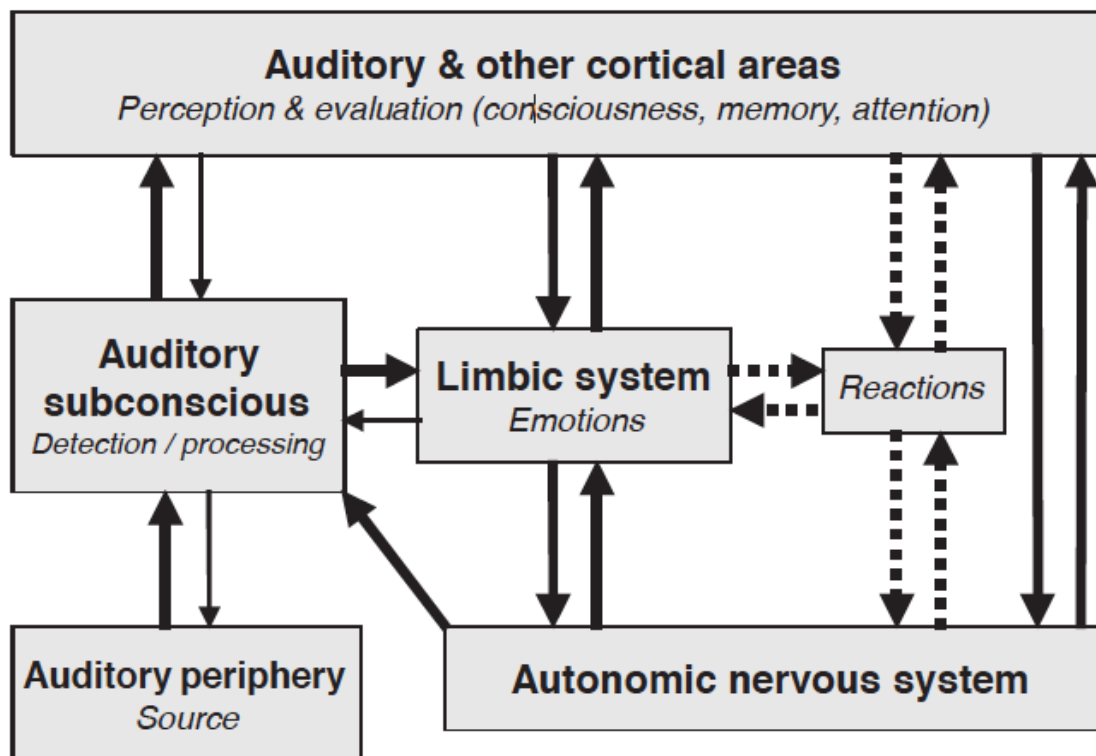 Auditory & other cortical areas
Perception & evaluation (consciousness, memory, attention)
Auditory
subconscious
Detection / processing
Limbic system
Emotions
Reactions
Auditory periphery
Source
Autonomic nervous system